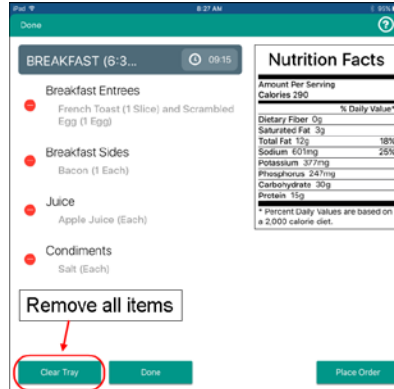 iPad 8:27 AM 95%
Done ?
BREAKFAST (6:3... 09:15
Breakfast Entrees
French Toast (1 Slice) and Scrambled
Egg (1 Egg)
Breakfast Sides
Bacon (1 Each)
Juice
Apple Juice (Each)
Condiments
Salt (Each)
Remove all items
Clear Tray
Done
Nutrition Facts
Amount Per Serving
Calories 290
% Daily Value*
Dietary Fiber 0g
Saturated Fat 3g
Total Fat 12g 18%
Sodium 601mg 25%
Potassium 377mg
Phosphorus 247mg
Carbohydrate 30g
Protein 15g
* Percent Daily Values are based on
a 2,000 calorie diet.
Place Order